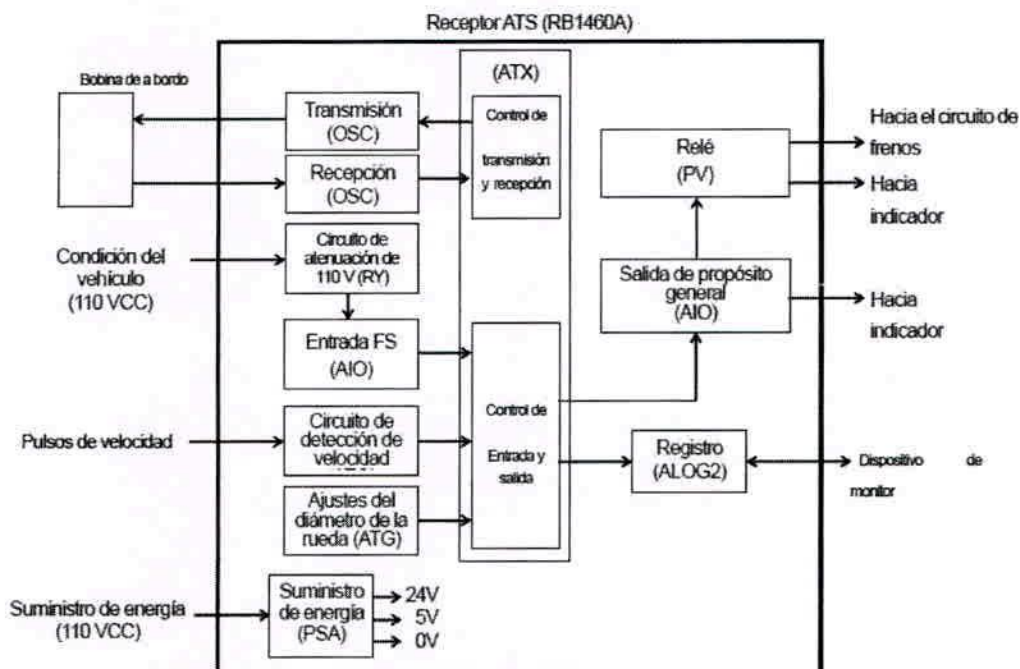 Receptor ATS (RB1460A)
Bobina de a bordo
Transmisión
(OSC)
Recepción
(OSC)
(ATX)
Control de
transmisión
y recepción
Relé
(PV)
Hacia el circuito de
frenos
Hacia
indicador
Condición del
vehículo
(110 VCC)
Circuito de
atenuación de
110 V (RY)
Entrada FS
(AIO)
Salida de propósito
general
(AIO)
Hacia
indicador
Pulsos de velocidad
Circuito de
detección de
velocidad
Control de
Entrada y
salida
Registro
(ALOG2)
Dispositivo de
monitor
Ajustes del
diámetro de la
rueda (ATG)
Suministro de energía
(110 VCC)
Suministro
de energía
(PSA)
24V
5V
0V